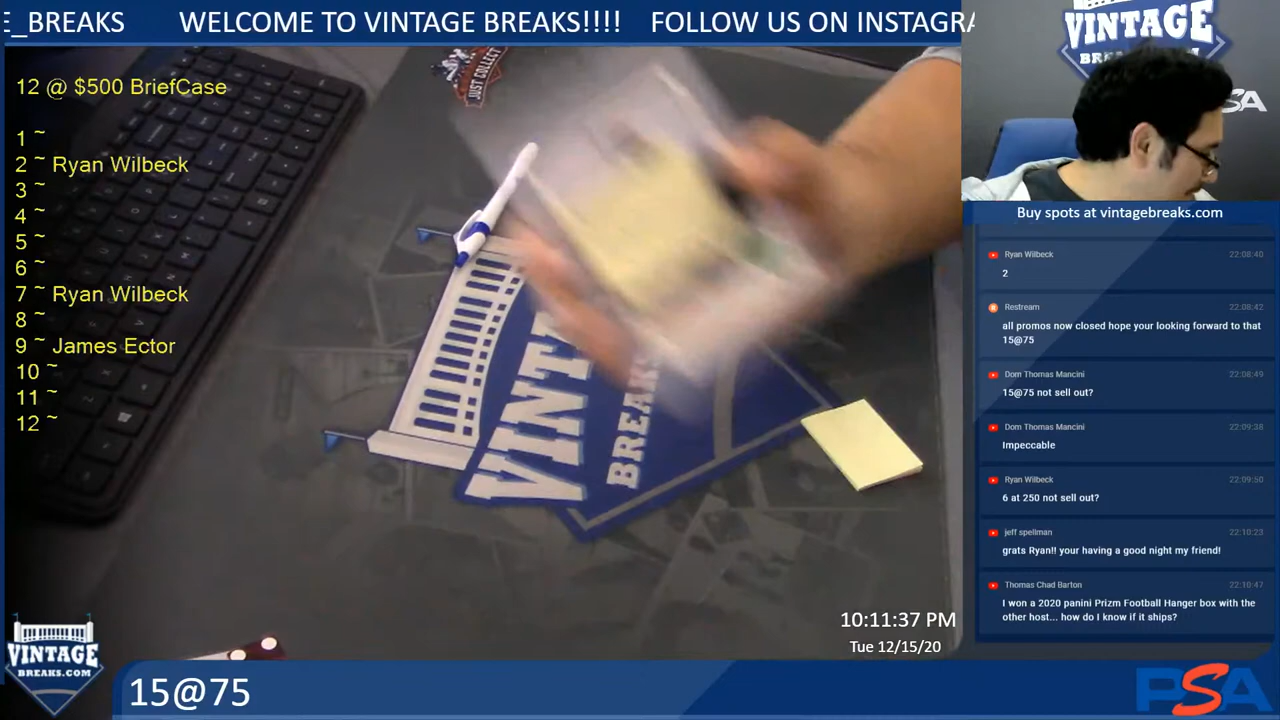 E_BREAKS WELCOME TO VINTAGE BREAKS!!!! FOLLOW US ON INSTAGRA
12 @ $500 BriefCase
1 ~
2 ~ Ryan Wilbeck
3 ~
4 ~
5 ~
6 ~
7 ~ Ryan Wilbeck
8 ~
9 ~ James Ector
10 ~
11 ~
12 ~
JUST COLLECT
VINT
BREAKS
VINTAGE
BREAKS
PSA
Buy spots at vintagebreaks.com
Ryan Wilbeck 22:08:40
2
Restream 22:08:42
all promos now closed hope your looking forward to that
15@75
Dom Thomas Mancini 22:08:49
15@75 not sell out?
Dom Thomas Mancini 22:09:38
Impeccable
Ryan Wilbeck 22:09:50
6 at 250 not sell out?
jeff spellman 22:10:23
grats Ryan!! your having a good night my friend!
Thomas Chad Barton 22:10:47
I won a 2020 panini Prizm Football Hanger box with the
other host... how do I know if it ships?
10:11:37 PM
Tue 12/15/20
VINTAGE
BREAKS.COM
15@75
PSA